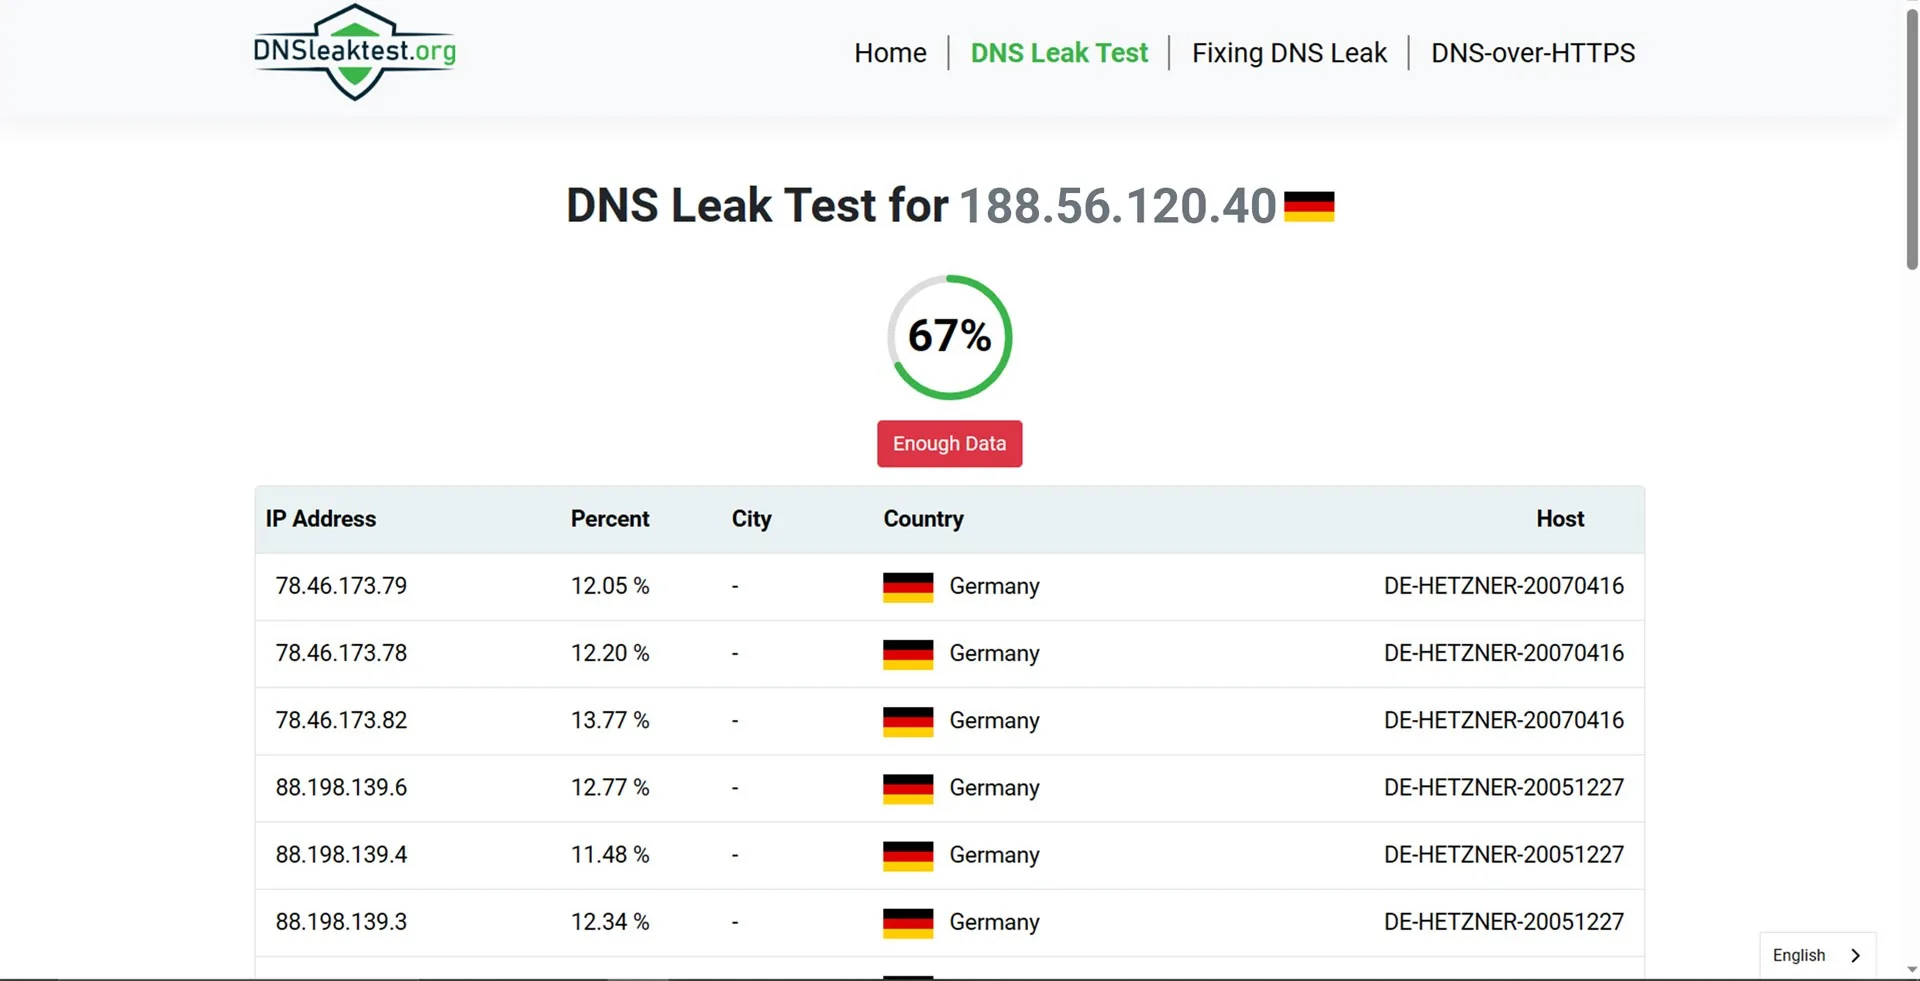 DNSleaktest.org
Home | DNS Leak Test | Fixing DNS Leak | DNS-over-HTTPS
DNS Leak Test for 188.56.120.40
67%
Enough Data
IP Address Percent City Country Host
78.46.173.79 12.05 % - Germany DE-HETZNER-20070416
78.46.173.78 12.20 % - Germany DE-HETZNER-20070416
78.46.173.82 13.77 % - Germany DE-HETZNER-20070416
88.198.139.6 12.77 % - Germany DE-HETZNER-20051227
88.198.139.4 11.48 % - Germany DE-HETZNER-20051227
88.198.139.3 12.34 % - Germany DE-HETZNER-20051227
English